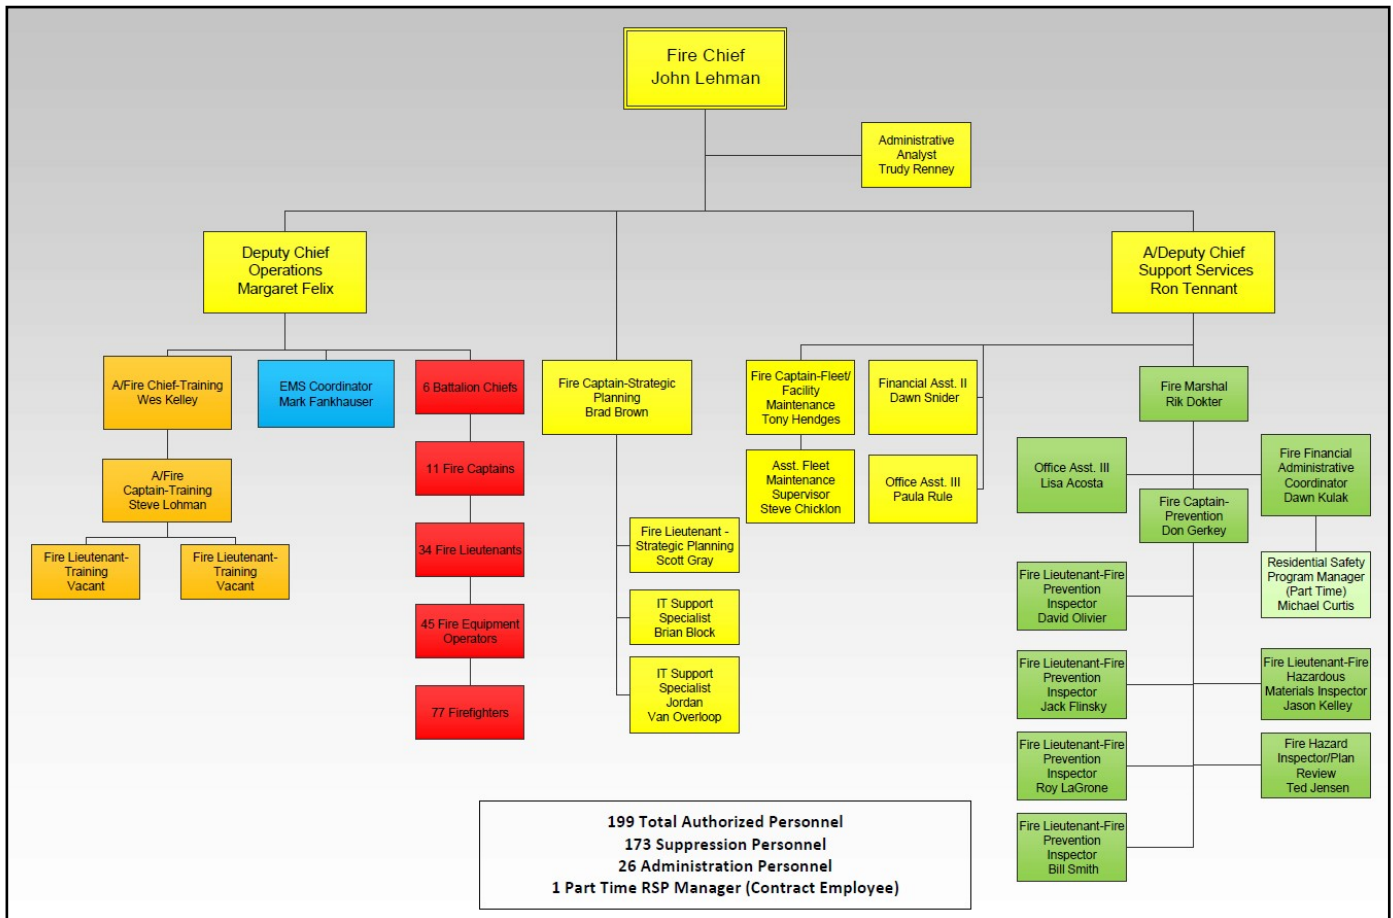 Fire Chief
John Lehman
Administrative
Analyst
Trudy Renney
Deputy Chief
Operations
Margaret Felix
A/Deputy Chief
Support Services
Ron Tennant
A/Fire Chief-Training
Wes Kelley
EMS Coordinator
Mark Fankhauser
6 Battalion Chiefs
Fire Captain-Strategic
Planning
Brad Brown
Fire Captain-Fleet/
Facility
Maintenance
Tony Hendges
Financial Asst. II
Dawn Snider
Fire Marshal
Rik Dokter
A/Fire
Captain-Training
Steve Lohman
11 Fire Captains
Asst. Fleet
Maintenance
Supervisor
Steve Chicklon
Office Asst. III
Paula Rule
Office Asst. III
Lisa Acosta
Fire Financial
Administrative
Coordinator
Dawn Kulak
Fire Captain-
Prevention
Don Gerkey
Fire Lieutenant-
Training
Vacant
Fire Lieutenant-
Training
Vacant
34 Fire Lieutenants
Fire Lieutenant -
Strategic Planning
Scott Gray
Residential Safety
Program Manager
(Part Time)
Michael Curtis
Fire Lieutenant-Fire
Prevention
Inspector
David Olivier
45 Fire Equipment
Operators
IT Support
Specialist
Brian Block
Fire Lieutenant-Fire
Prevention
Inspector
Jack Flinsky
Fire Lieutenant-Fire
Hazardous
Materials Inspector
Jason Kelley
77 Firefighters
IT Support
Specialist
Jordan
Van Overloop
Fire Lieutenant-Fire
Prevention
Inspector
Roy LaGrone
Fire Hazard
Inspector/Plan
Review
Ted Jensen
Fire Lieutenant-Fire
Prevention
Inspector
Bill Smith
199 Total Authorized Personnel
173 Suppression Personnel
26 Administration Personnel
1 Part Time RSP Manager (Contract Employee)